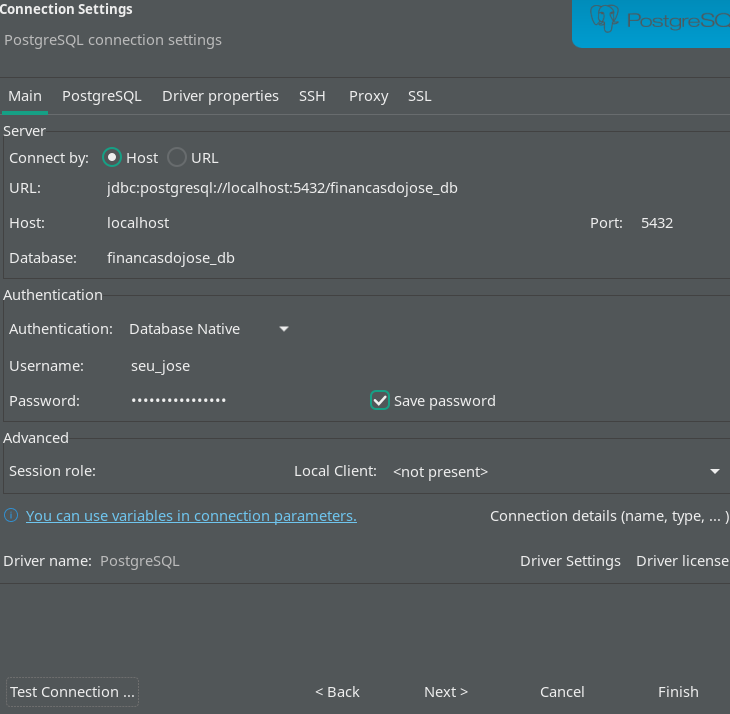 Connection Settings
PostgreSQL connection settings
PostgreSQ
Main PostgreSQL Driver properties SSH Proxy SSL
Server
Connect by: Host URL
URL: jdbc:postgresql://localhost:5432/financasdojose_db
Host: localhost Port: 5432
Database: financasdojose_db
Authentication
Authentication: Database Native
Username: seu_jose
Password: ••••••••••••••••
Save password
Advanced
Session role: Local Client: <not present>
You can use variables in connection parameters. Connection details (name, type, ... )
Driver name: PostgreSQL Driver Settings Driver license
Test Connection ... < Back Next > Cancel Finish